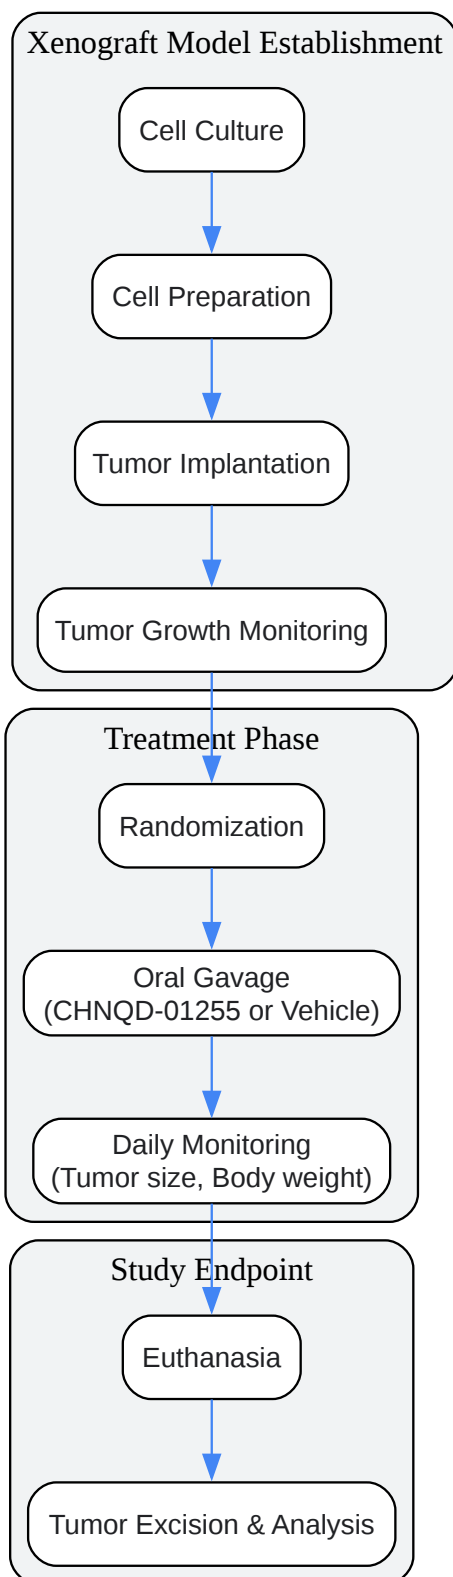 Xenograft Model Establishment
Cell Culture
Cell Preparation
Tumor Implantation
Tumor Growth Monitoring
Treatment Phase
Randomization
Oral Gavage
(CHNQD-01255 or Vehicle)
Daily Monitoring
(Tumor size, Body weight)
Study Endpoint
Euthanasia
Tumor Excision & Analysis